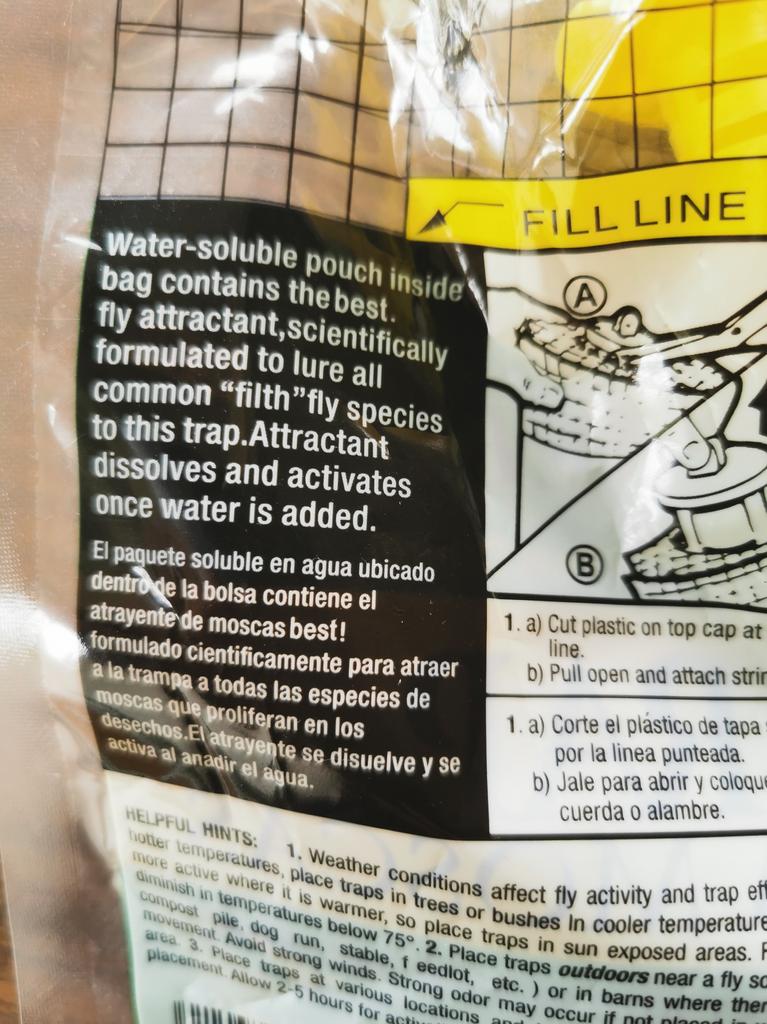 FILL LINE
Water-soluble pouch inside
bag contains the best.
fly attractant,scientifically
formulated to lure all
common “filth”fly species
to this trap.Attractant
dissolves and activates
once water is added.
El paquete soluble en agua ubicado
dentro de la bolsa contiene el
atrayente de moscas best!
formulado cientificamente para atraer
a la trampa a todas las especies de
moscas que proliferan en los
desechos.El atrayente se disuelve y se
activa al anadir el agua.
A
B
1. a) Cut plastic on top cap at
line.
b) Pull open and attach
1. a) Corte el plástico de tapa
por la linea punteada.
b) Jale para abrir y
cuerda o alambre.
HELPFUL HINTS: 1. Weather conditions affect fly activity and trap
hotter temperatures, place traps in trees or bushes In cooler
more active where it is warmer, so place traps in sun exposed areas.
diminish in temperatures below 75°. 2. Place traps outdoors near a fly
compost pile, dog run, stable, f eedlot, etc. ) or in barns where
movement. Avoid strong winds. Strong odor may occur if not placed in
area. 3. Place traps at various locations
placement. Allow 2-5 hours for